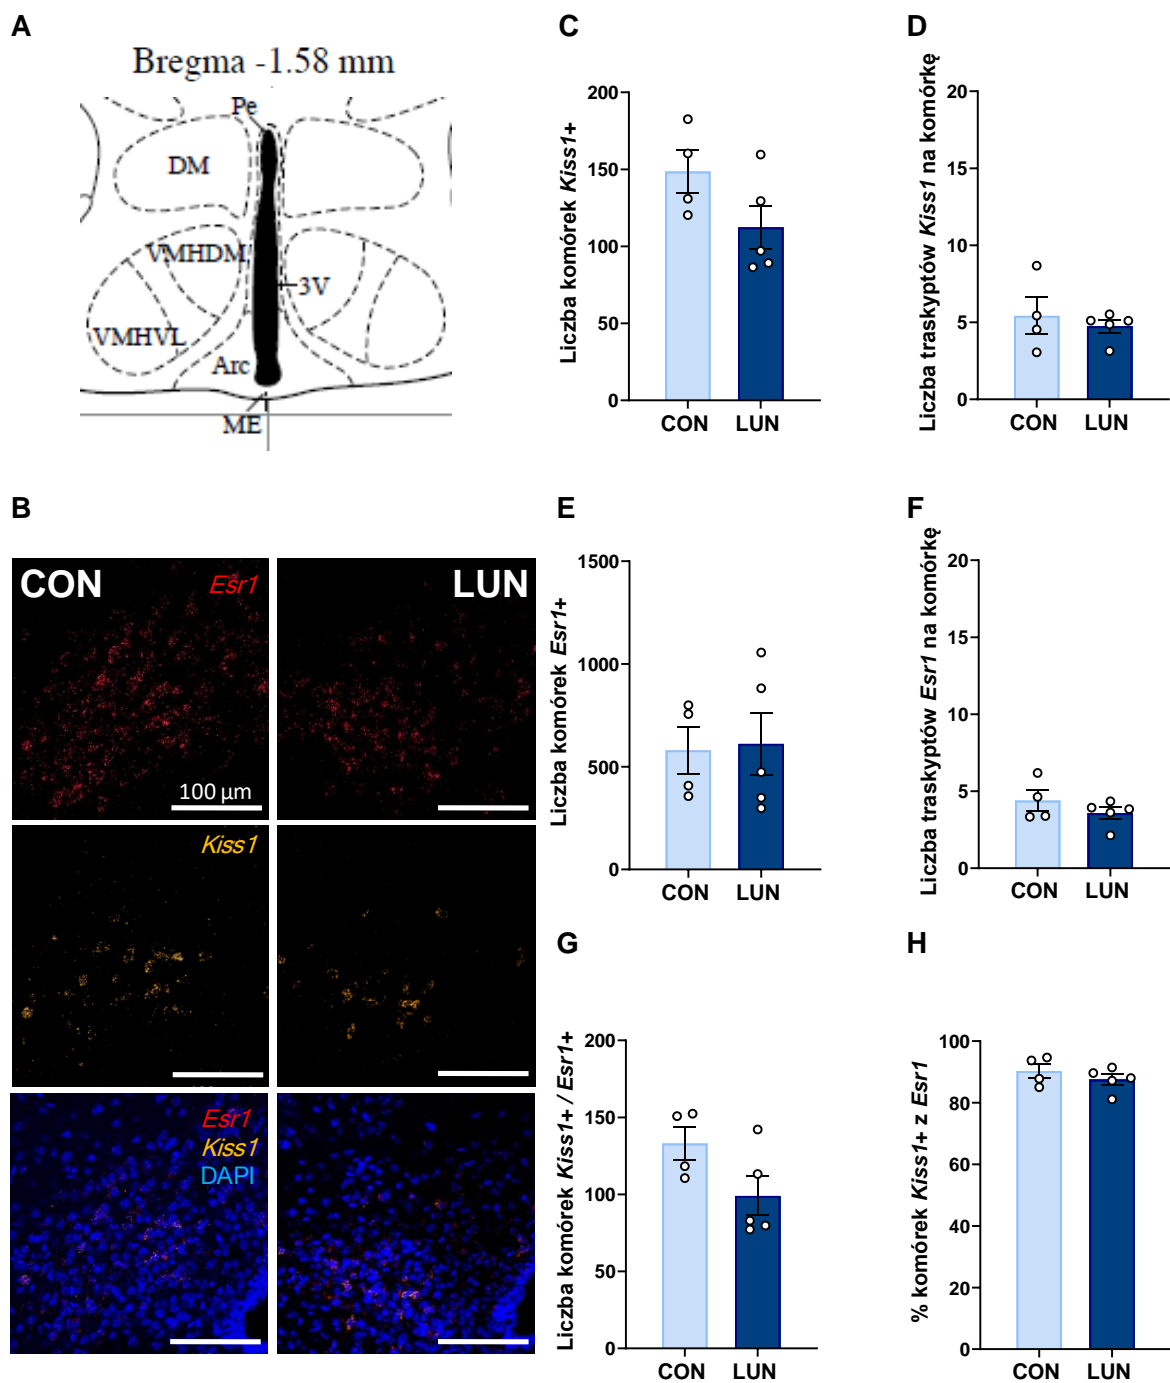 A
Bregma -1.58 mm
Pe
DM
VMHDM
3V
VMHVL
Arc
ME
B
CON
Esr1
LUN
100 µm
Kiss1
Esr1
Kiss1
DAPI
C
Liczba komórek Kiss1+
200
150
100
50
0
CON LUN
D
Liczba traskyptów Kiss1 na komórkę
20
15
10
5
0
CON LUN
E
Liczba komórek Esr1+
1500
1000
500
0
CON LUN
F
Liczba traskyptów Esr1 na komórkę
20
15
10
5
0
CON LUN
G
Liczba komórek Kiss1+ / Esr1+
200
150
100
50
0
CON LUN
H
% komórek Kiss1+ z Esr1
100
80
60
40
20
0
CON LUN